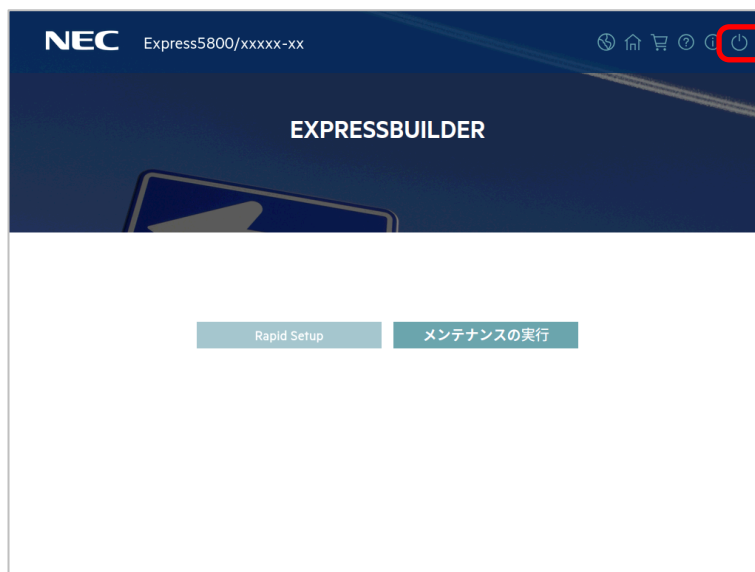 NEC Express5800/xxxxx-xx
EXPRESSBUILDER
Rapid Setup メンテナンスの実行